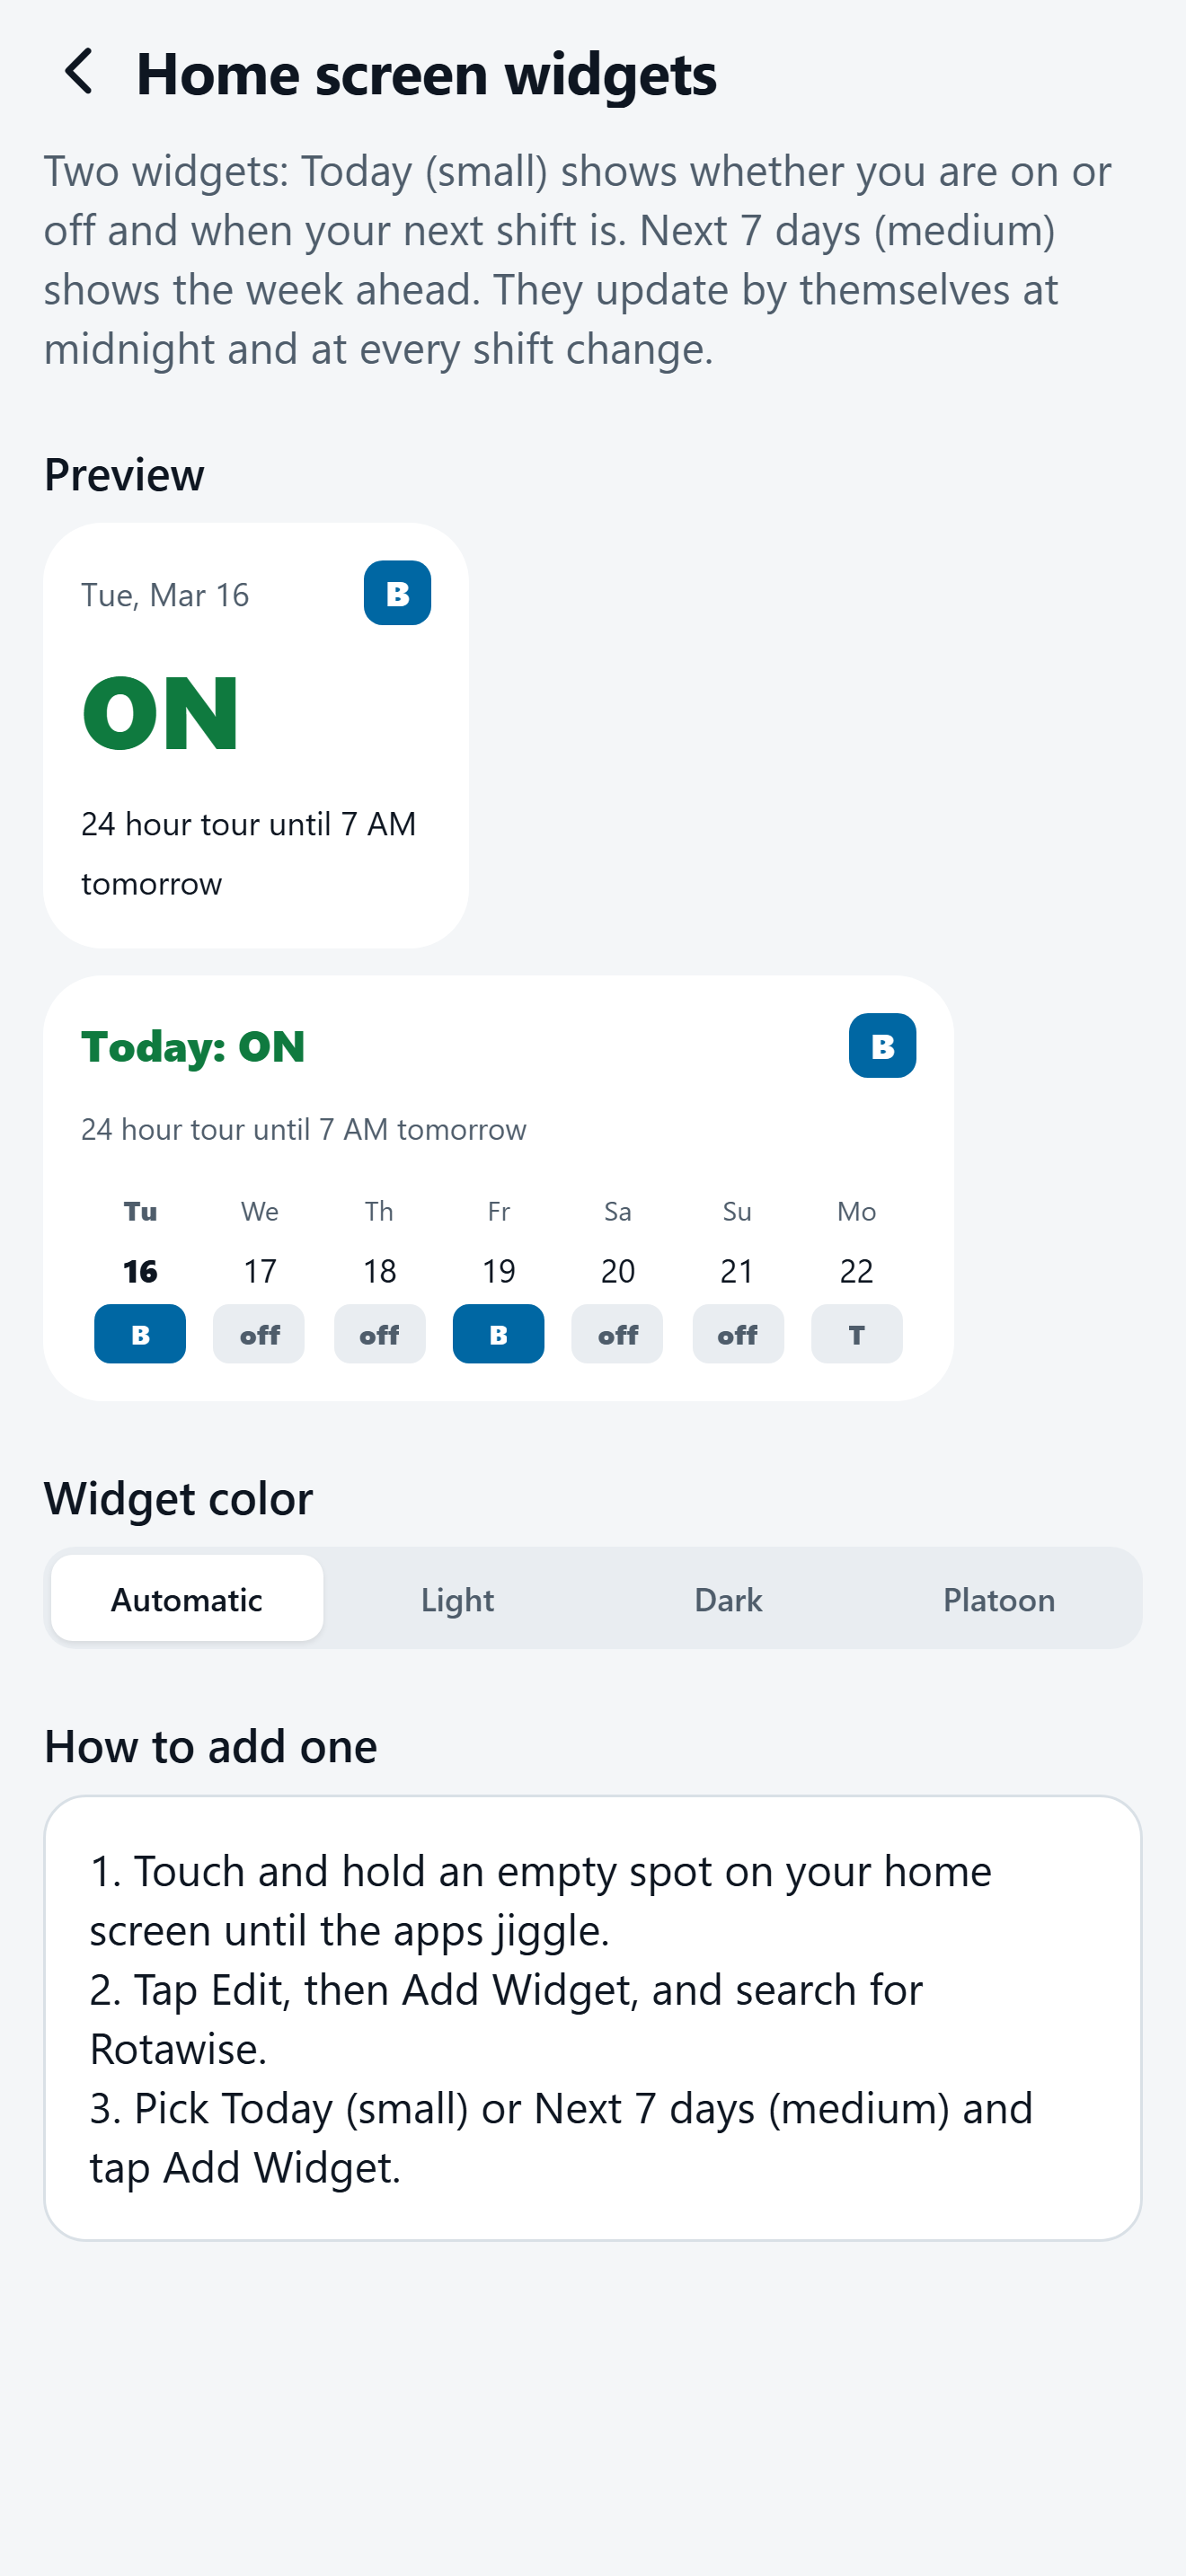 Home screen widgets
Two widgets: Today (small) shows whether you are on or
off and when your next shift is. Next 7 days (medium)
shows the week ahead. They update by themselves at
midnight and at every shift change.
Preview
Tue, Mar 16 B
ON
24 hour tour until 7 AM
tomorrow
Today: ON B
24 hour tour until 7 AM tomorrow
Tu We Th Fr Sa Su Mo
16 17 18 19 20 21 22
B off off B off off T
Widget color
Automatic Light Dark Platoon
How to add one
1. Touch and hold an empty spot on your home
screen until the apps jiggle.
2. Tap Edit, then Add Widget, and search for
Rotawise.
3. Pick Today (small) or Next 7 days (medium) and
tap Add Widget.